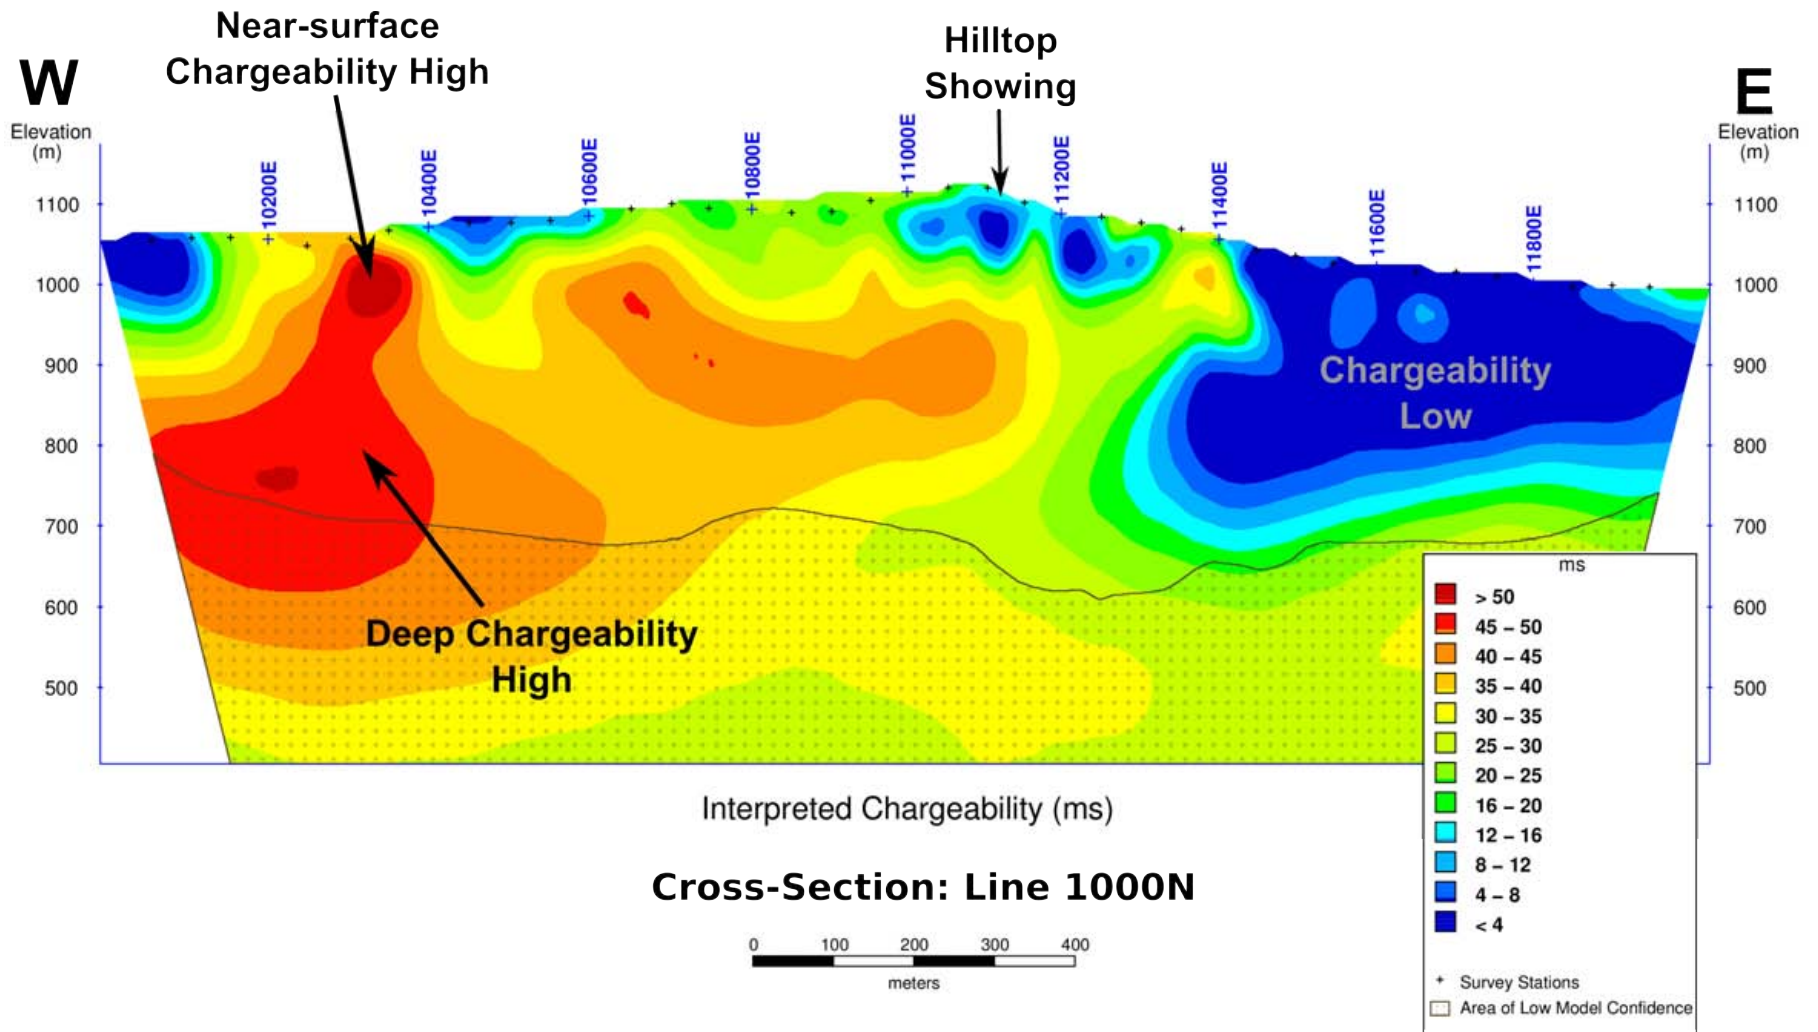 Near-surface
Chargeability High
Hilltop
Showing
W
E
Elevation
(m)
Elevation
(m)
10200E
10400E
10600E
10800E
11000E
11200E
11400E
11600E
11800E
1100
1000
900
800
700
600
500
1100
1000
900
800
700
600
500
Chargeability
Low
Deep Chargeability
High
ms
> 50
45 – 50
40 – 45
35 – 40
30 – 35
25 – 30
20 – 25
16 – 20
12 – 16
8 – 12
4 – 8
< 4
Survey Stations
Area of Low Model Confidence
Interpreted Chargeability (ms)
Cross-Section: Line 1000N
0 100 200 300 400
meters